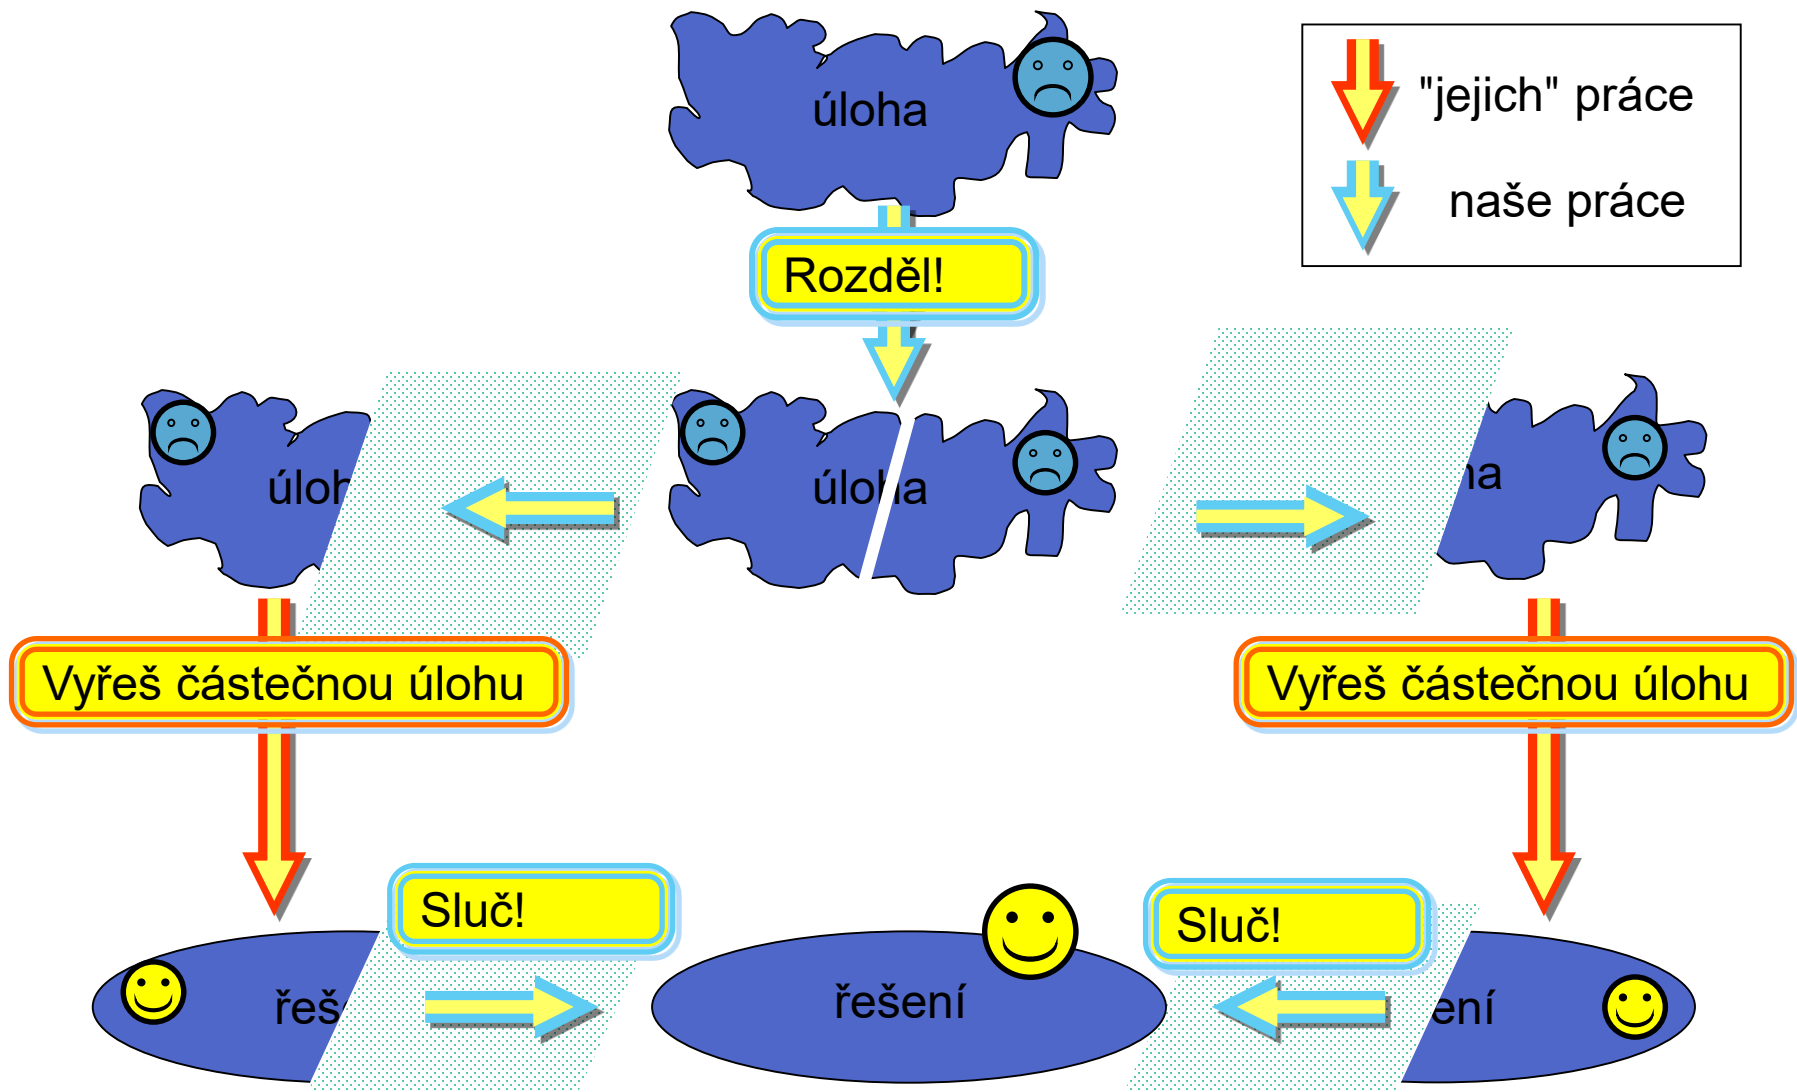 úloha
"jejich" práce
naše práce
Rozděl!
úloh
úloha
na
Vyřeš částečnou úlohu
Vyřeš částečnou úlohu
Sluč!
Sluč!
řeš
řešení
ení